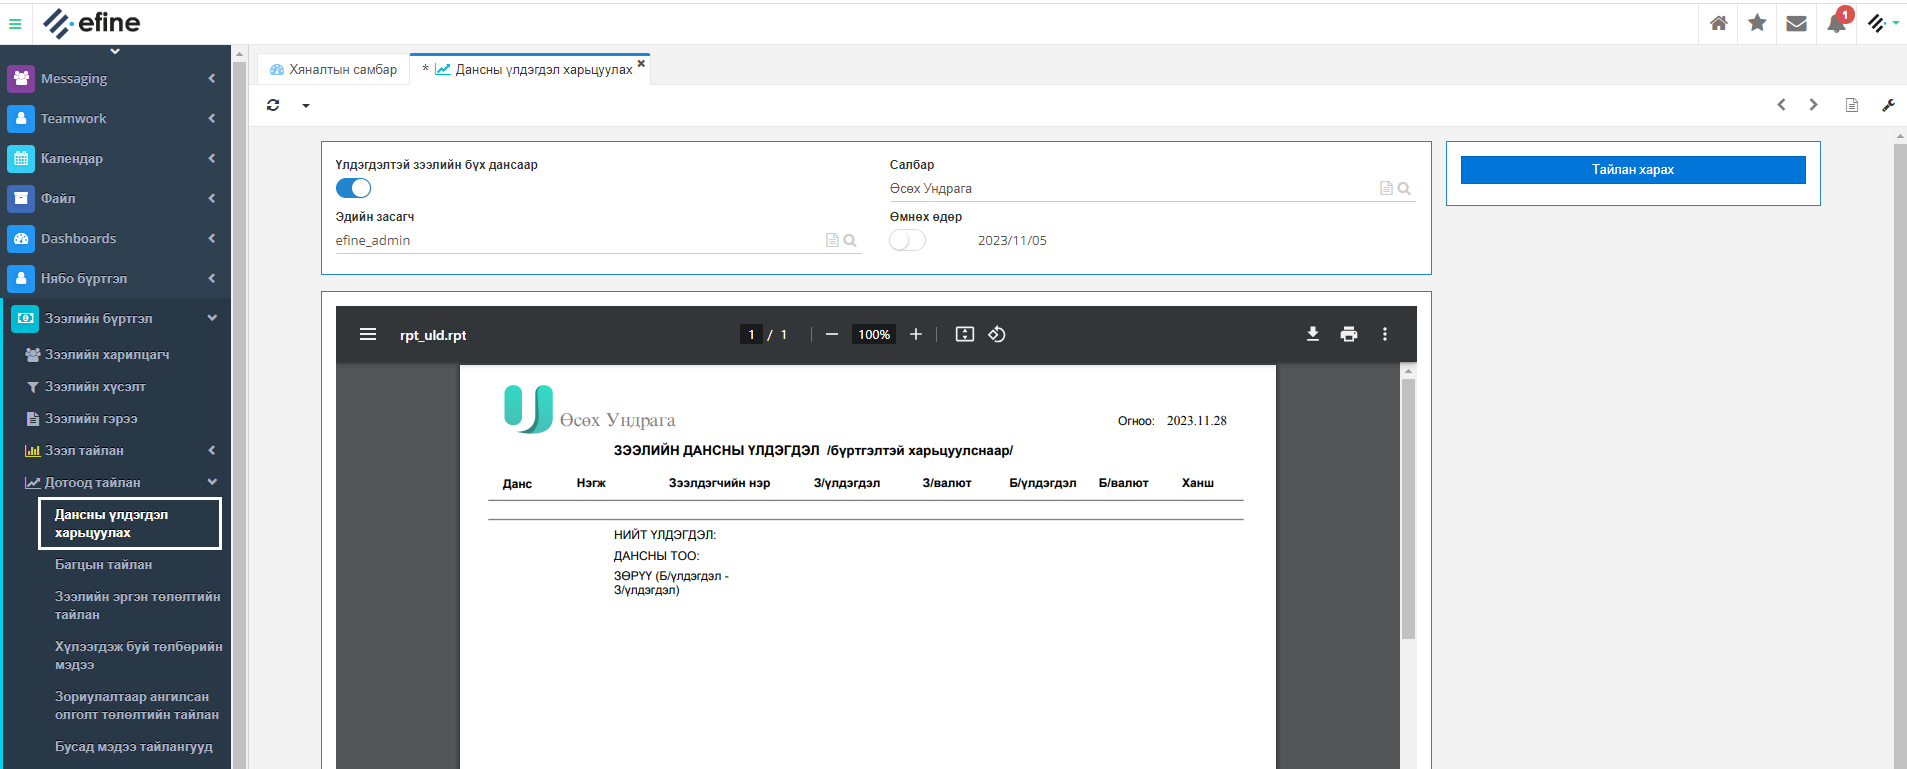 efine
1
Messaging
Teamwork
Календар
Файл
Dashboards
Нябо бүртгэл
Зээлийн бүртгэл
Зээлийн харилцагч
Зээлийн хүсэлт
Зээлийн гэрээ
Зээл тайлан
Дотоод тайлан
Дансны үлдэгдэл
харьцуулах
Багцын тайлан
Зээлийн эргэн төлөлтийн
тайлан
Хүлээгдэж буй төлбөрийн
мэдээ
Зориулалтаар ангилсан
олголт төлөлтийн тайлан
Бусад мэдээ тайлангууд
Хяналтын самбар
* Дансны үлдэгдэл харьцуулах
Үлдэгдэлтэй зээлийн бүх дансаар
Салбар
Өсөх Ундрага
Эдийн засагч
efine_admin
Өмнөх өдөр
2023/11/05
Тайлан харах
rpt_uld.rpt
1 / 1
100%
Өсөх Ундрага
Огноо: 2023.11.28
ЗЭЭЛИЙН ДАНСНЫ ҮЛДЭГДЭЛ /бүртгэлтэй харьцуулснаар/
Данс Нэгж Зээлдэгчийн нэр З/үлдэгдэл З/валют Б/үлдэгдэл Б/валют Ханш
НИЙТ ҮЛДЭГДЭЛ:
ДАНСНЫ ТОО:
ЗӨРҮҮ (Б/үлдэгдэл -
З/үлдэгдэл)